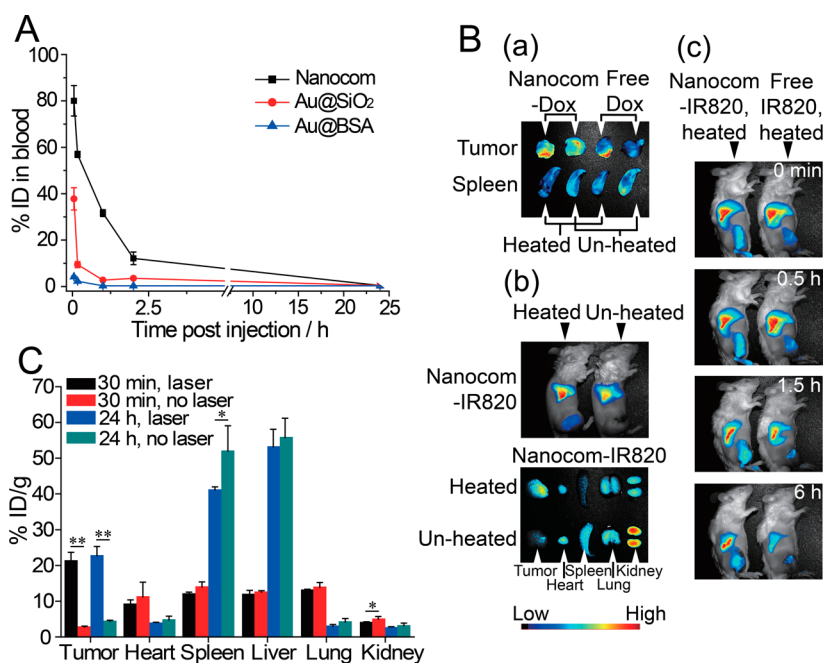 A
% ID in blood
100
80
60
40
20
0
0.0
2.5
10
15
20
25
Time post injection / h
Nanocom
Au@SiO2
Au@BSA
B
(a)
Nanocom Free
-Dox Dox
Tumor
Spleen
Heated Un-heated
(b)
Heated Un-heated
Nanocom
-IR820
Nanocom-IR820
Heated
Un-heated
Tumor Spleen Kidney
Heart Lung
Low High
(c)
Nanocom Free
-IR820, IR820,
heated heated
0 min
0.5 h
1.5 h
6 h
C
% ID/g
70
60
50
40
30
20
10
0
30 min, laser
30 min, no laser
24 h, laser
24 h, no laser
** **
*
*
Tumor Heart Spleen Liver Lung Kidney